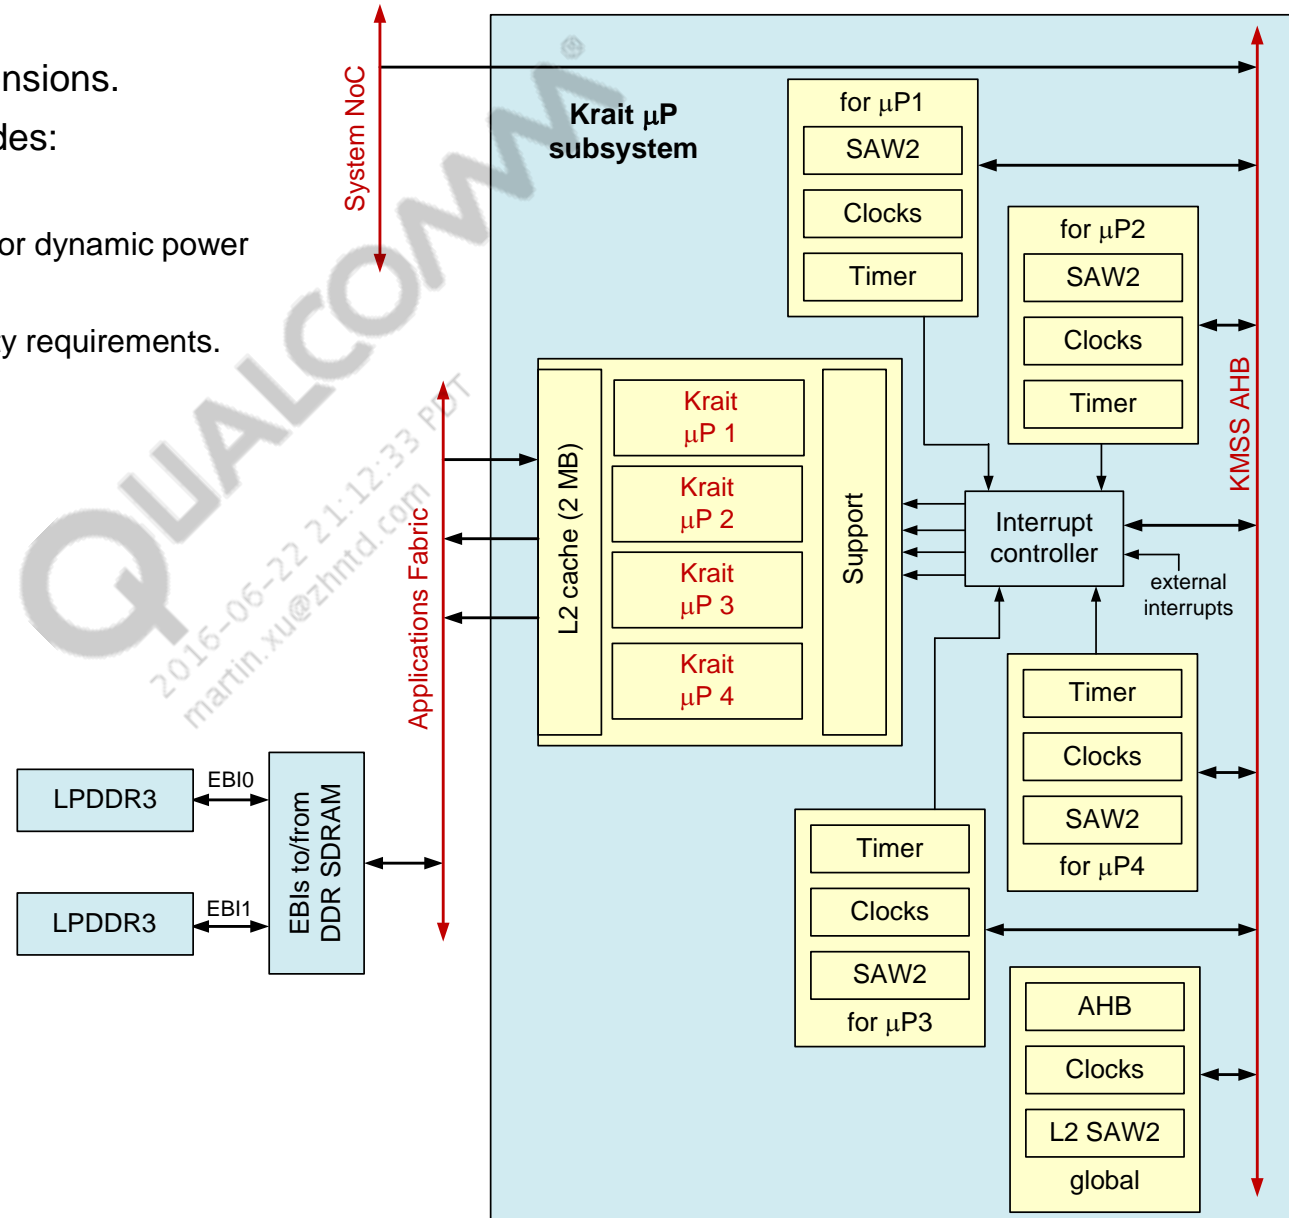 nsions.
des:
or dynamic power
ty requirements.
System NoC
Krait μP
subsystem
for μP1
SAW2
Clocks
Timer
for μP2
SAW2
Clocks
Timer
KMSS AHB
QUALCOMM®
2016-06-22 21:12:33 PDT
martin.xu@zhntd.com
Applications Fabric
L2 cache (2 MB)
Krait
μP 1
Krait
μP 2
Krait
μP 3
Krait
μP 4
Support
Interrupt
controller
external
interrupts
LPDDR3
EBI0
LPDDR3
EBI1
EBIs to/from
DDR SDRAM
Timer
Clocks
SAW2
for μP4
Timer
Clocks
SAW2
for μP3
AHB
Clocks
L2 SAW2
global